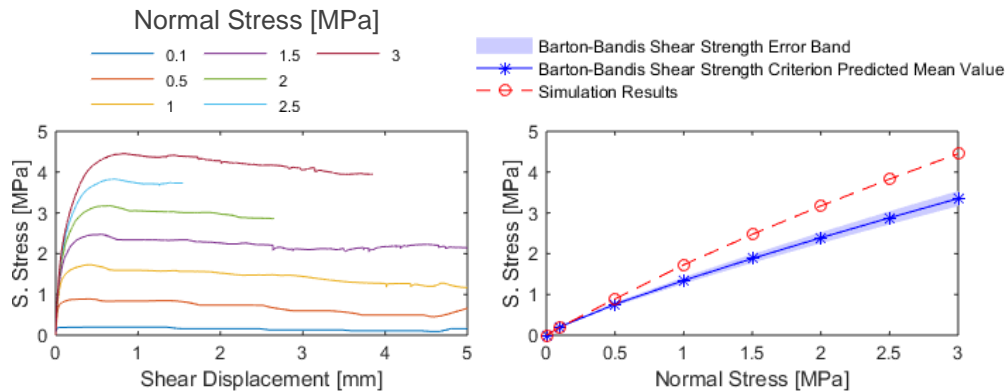 Normal Stress [MPa]
0.1 1.5 3
0.5 2
1 2.5
Barton-Bandis Shear Strength Error Band
Barton-Bandis Shear Strength Criterion Predicted Mean Value
Simulation Results
S. Stress [MPa]
5
4
3
2
1
0
0 1 2 3 4 5
Shear Displacement [mm]
S. Stress [MPa]
5
4
3
2
1
0
0 0.5 1 1.5 2 2.5 3
Normal Stress [MPa]